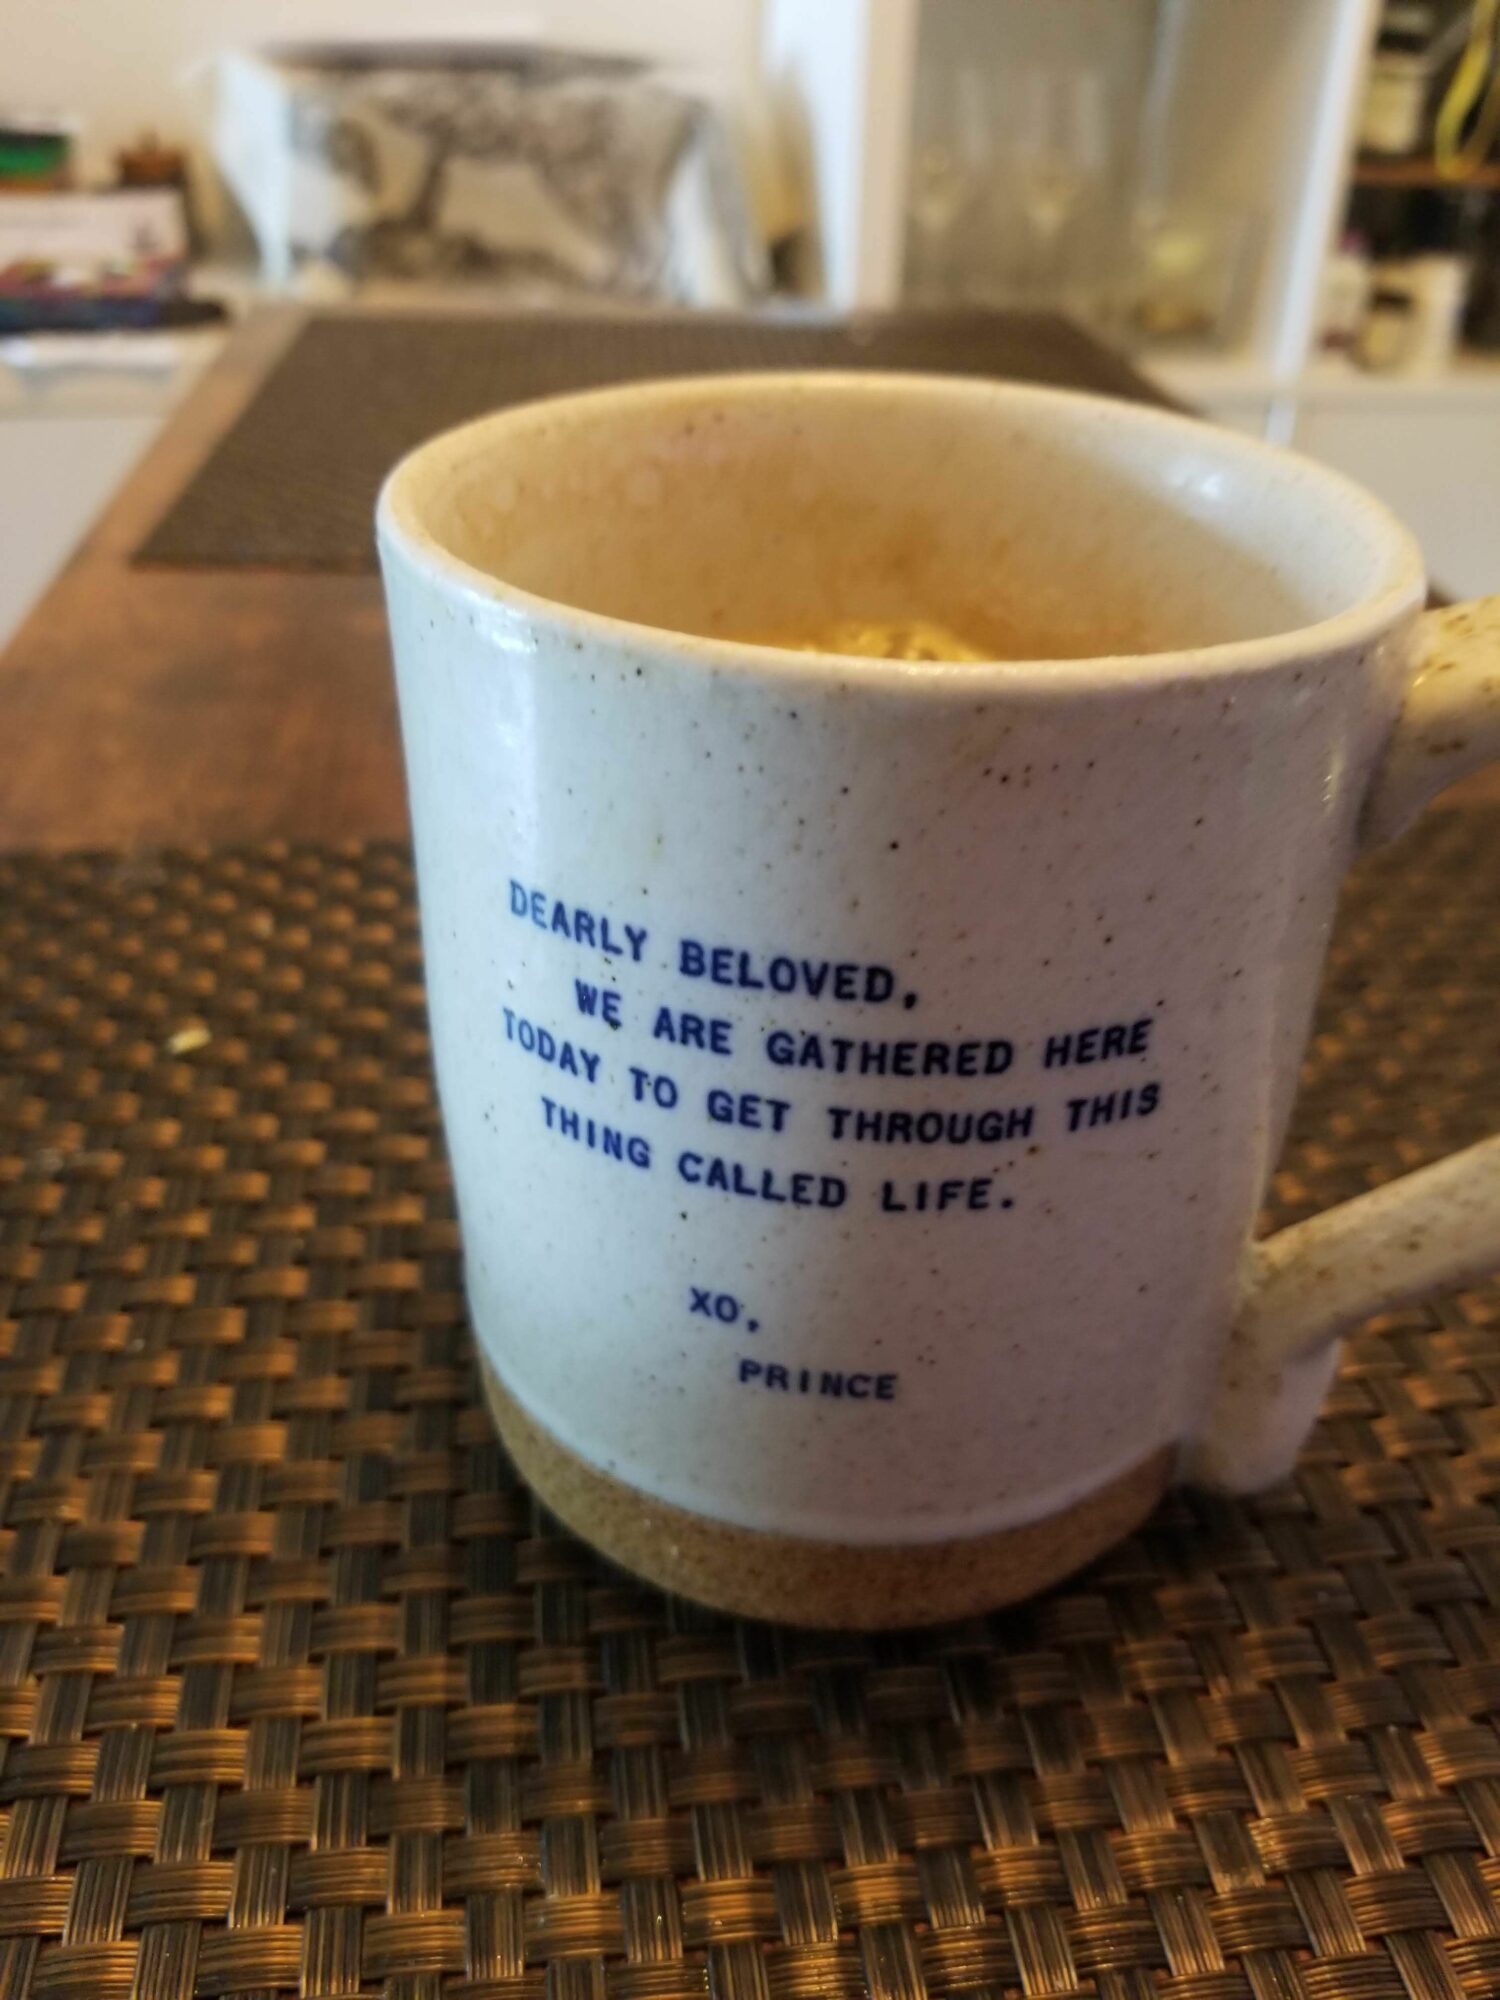 DEARLY BELOVED,
WE ARE GATHERED HERE
TODAY TO GET THROUGH THIS
THING CALLED LIFE.
XO,
PRINCE